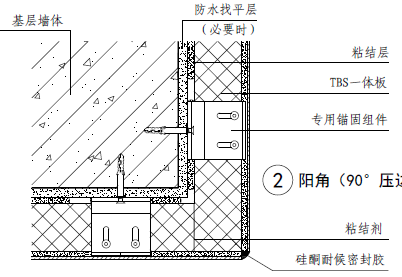 防水找平层
基层墙体
（必要时）
粘结层
TBS一体板
专用锚固组件
2 阳角（90°压
粘结剂
硅酮耐候密封胶